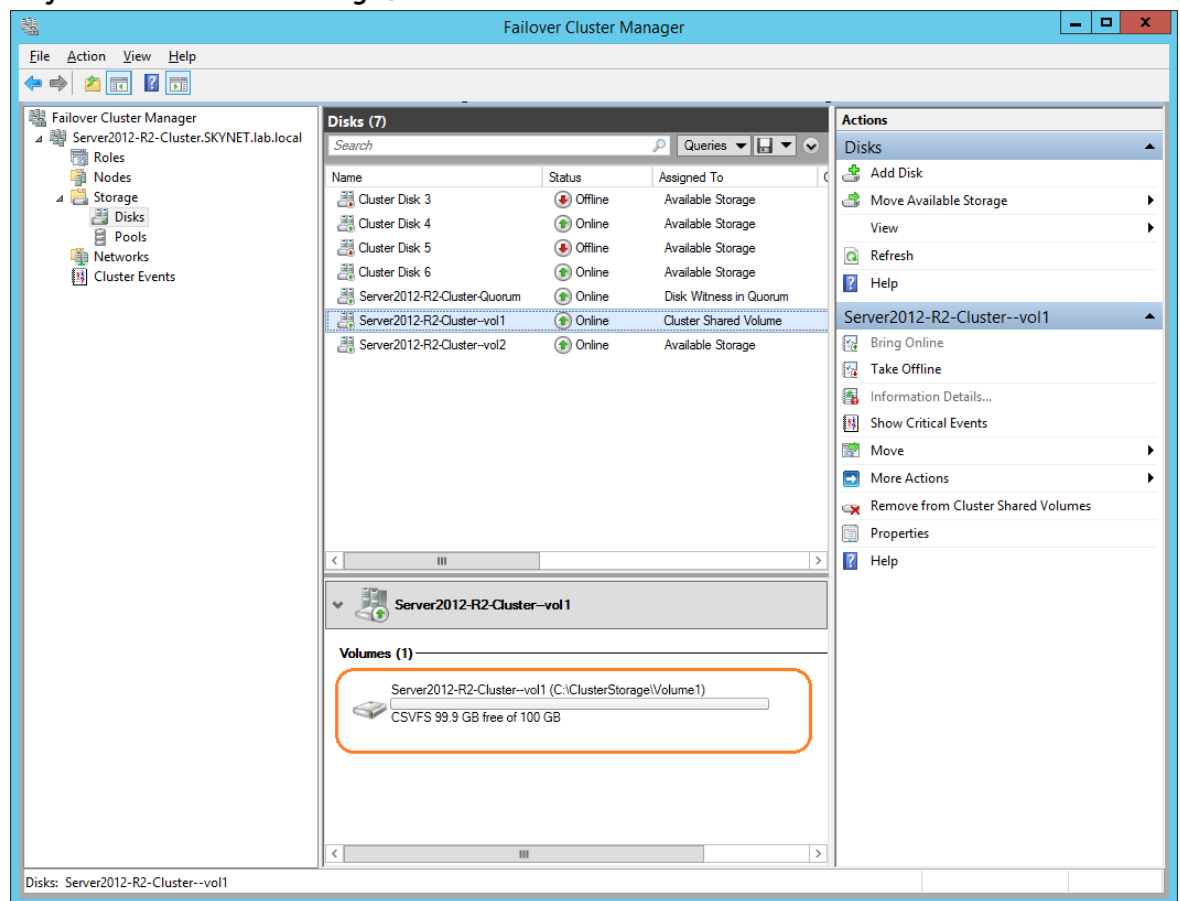 Failover Cluster Manager
File Action View Help
Failover Cluster Manager
Server2012-R2-Cluster.SKYNET.lab.local
Roles
Nodes
Storage
Disks
Pools
Networks
Cluster Events
Disks (7)
Search
Queries
Name Status Assigned To
Cluster Disk 3 Offline Available Storage
Cluster Disk 4 Online Available Storage
Cluster Disk 5 Offline Available Storage
Cluster Disk 6 Online Available Storage
Server2012-R2-Cluster-Quorum Online Disk Witness in Quorum
Server2012-R2-Cluster--vol1 Online Cluster Shared Volume
Server2012-R2-Cluster--vol2 Online Available Storage
Server2012-R2-Cluster--vol1
Volumes (1)
Server2012-R2-Cluster--vol1 (C:\ClusterStorage\Volume1)
CSVFS 99.9 GB free of 100 GB
Actions
Disks
Add Disk
Move Available Storage
View
Refresh
Help
Server2012-R2-Cluster--vol1
Bring Online
Take Offline
Information Details...
Show Critical Events
Move
More Actions
Remove from Cluster Shared Volumes
Properties
Help
Disks: Server2012-R2-Cluster--vol1